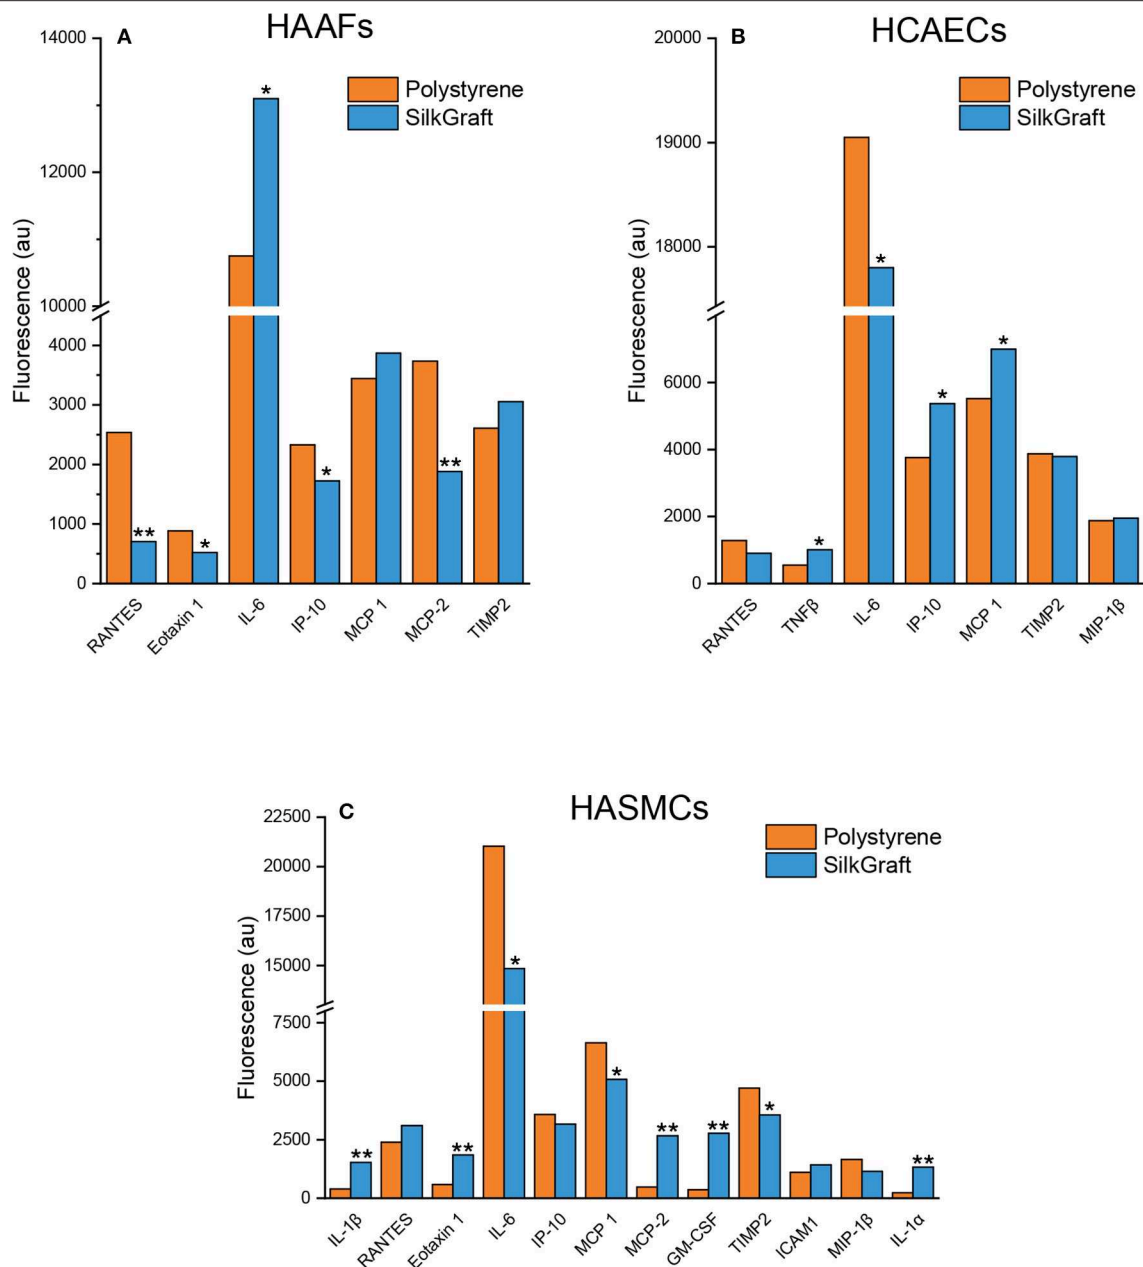 A
HAAFs
Polystyrene
SilkGraft
Fluorescence (au)
14000
12000
10000
4000
3000
2000
1000
0
*
**
*
*
**
RANTES
Eotaxin 1
IL-6
IP-10
MCP 1
MCP-2
TIMP2
B
HCAECs
Polystyrene
SilkGraft
Fluorescence (au)
20000
19000
18000
6000
4000
2000
0
*
*
*
*
RANTES
TNFβ
IL-6
IP-10
MCP 1
TIMP2
MIP-1β
C
HASMCs
Polystyrene
SilkGraft
Fluorescence (au)
22500
20000
17500
15000
7500
5000
2500
0
**
**
*
*
**
**
*
**
IL-1β
RANTES
Eotaxin 1
IL-6
IP-10
MCP 1
MCP-2
GM-CSF
TIMP2
ICAM1
MIP-1β
IL-1α